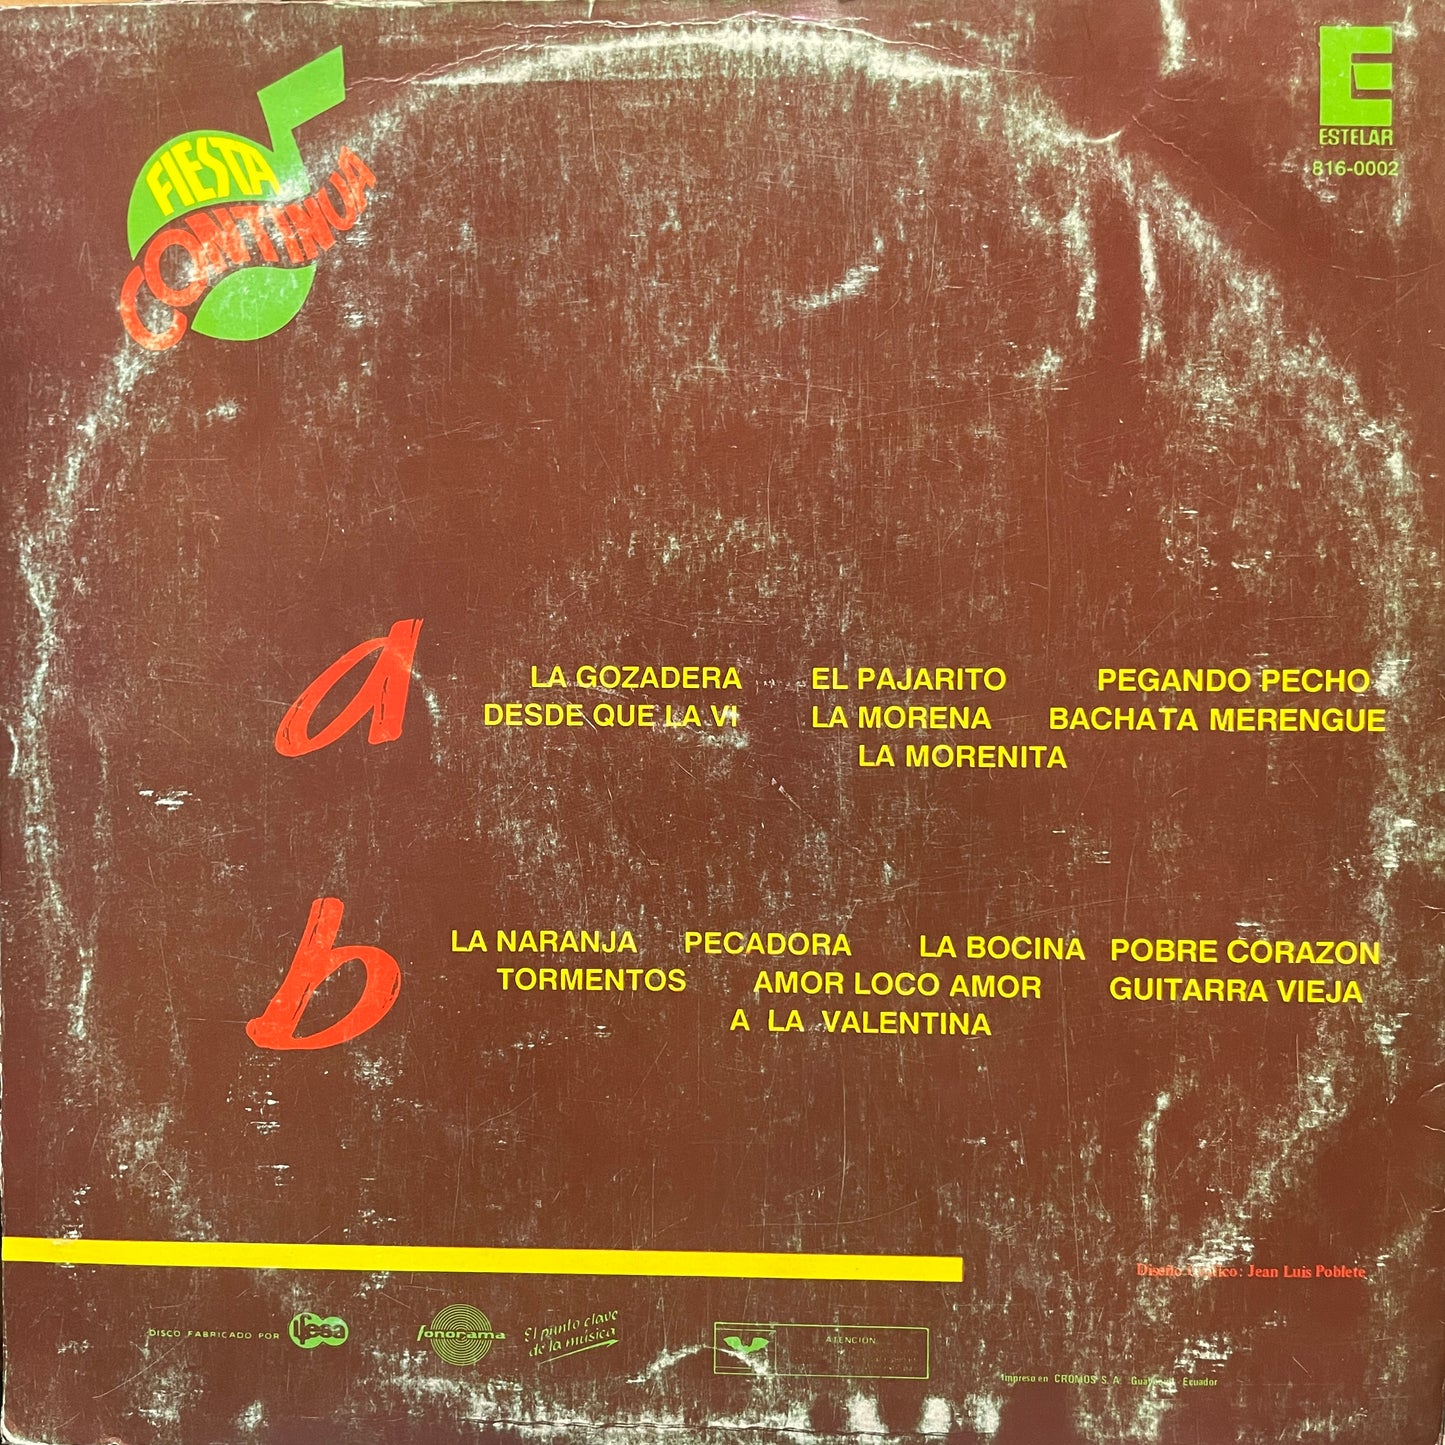 FIESTA
CONTINUA
E
ESTELAR
816-0002
a
LA GOZADERA EL PAJARITO PEGANDO PECHO
DESDE QUE LA VI LA MORENA BACHATA MERENGUE
LA MORENITA
b
LA NARANJA PECADORA LA BOCINA POBRE CORAZON
TORMENTOS AMOR LOCO AMOR GUITARRA VIEJA
A LA VALENTINA
Diseño : Jean Luis Poblete
DISCO FABRICADO POR ifesa
fonorama
El punto clave
de la música
ATENCION
Impreso en CROMOS S.A. Ecuador